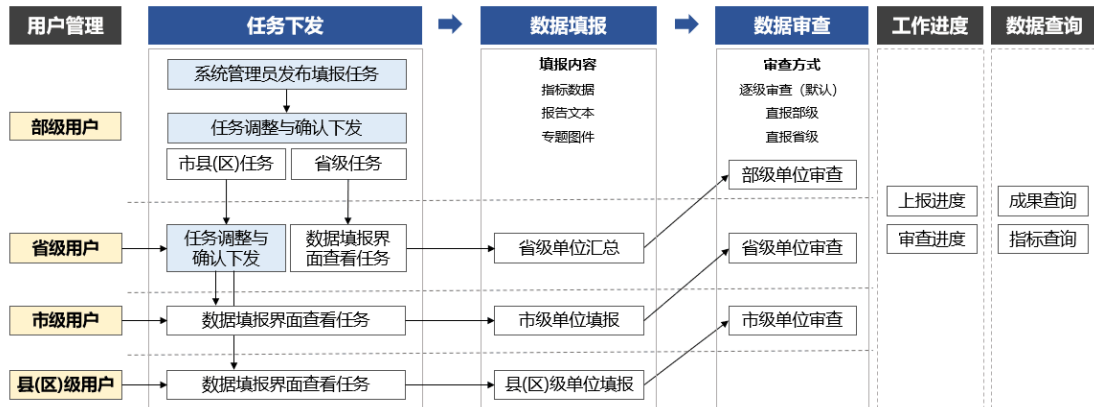 用户管理
任务下发
数据填报
数据审查
工作进度
数据查询
部级用户
省级用户
市级用户
县(区)级用户
系统管理员发布填报任务
任务调整与确认下发
市县(区)任务
省级任务
任务调整与
确认下发
数据填报界
面查看任务
数据填报界面查看任务
数据填报界面查看任务
填报内容
指标数据
报告文本
专题图件
省级单位汇总
市级单位填报
县(区)级单位填报
审查方式
逐级审查（默认）
直报部级
直报省级
部级单位审查
省级单位审查
市级单位审查
上报进度
审查进度
成果查询
指标查询